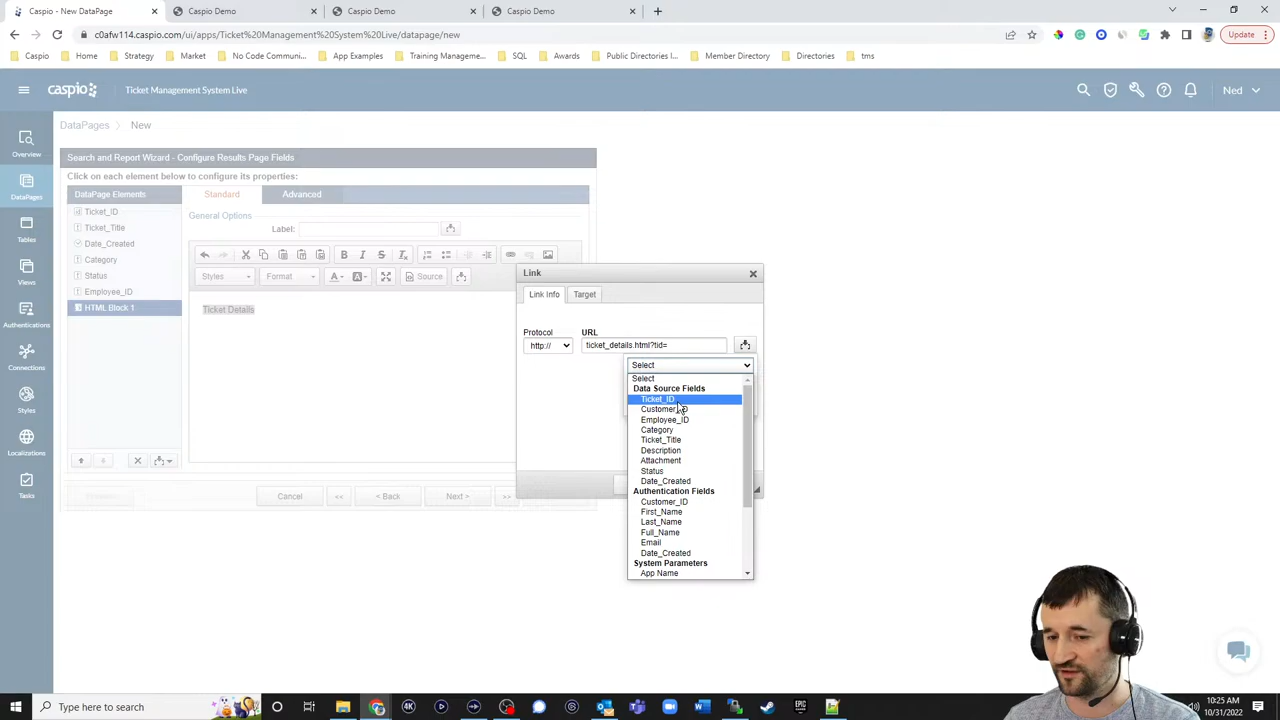 Caspio - New DataPage
Caspio Demo
Caspio Demo
Caspio Demo
c0afw114.caspio.com/ui/apps/Ticket%20Management%20System%20Live/datapage/new
Update
Caspio
Home
Strategy
Market
No Code Communi...
App Examples
Training Manageme...
SQL
Awards
Public Directories I...
Member Directory
Directories
tms
caspio
Ticket Management System Live
Ned
Overview
DataPages
Tables
Views
Authentications
Connections
Styles
Localizations
Tasks
DataPages
New
Search and Report Wizard - Configure Results Page Fields
Click on each element below to configure its properties:
DataPage Elements
Standard
Advanced
Ticket_ID
Ticket_Title
Date_Created
Category
Status
Employee_ID
HTML Block 1
General Options
Label:
Styles
Format
Source
Ticket Details
Cancel
<<
< Back
Next >
>>
Link
Link Info
Target
Protocol
URL
http://
ticket_details.html?tid=
Select
Select
Data Source Fields
Ticket_ID
Customer_ID
Employee_ID
Category
Ticket_Title
Description
Attachment
Status
Date_Created
Authentication Fields
Customer_ID
First_Name
Last_Name
Full_Name
Email
Date_Created
System Parameters
App Name
Type here to search
4K
EPIC
10:25 AM
10/31/2022